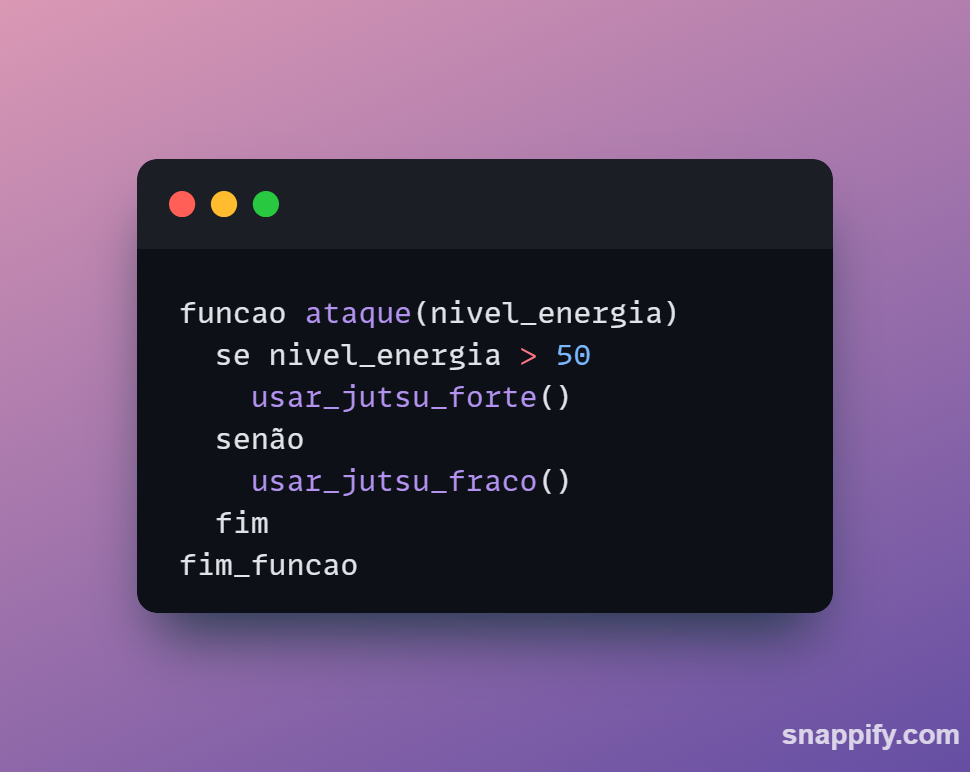 funcao ataque(nivel_energia)
  se nivel_energia > 50
    usar_jutsu_forte()
  senão
    usar_jutsu_fraco()
  fim
fim_funcao
snappify.com